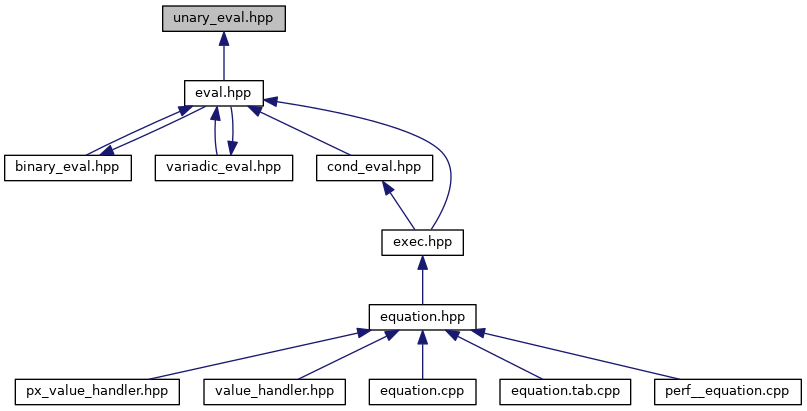 unary_eval.hpp
eval.hpp
binary_eval.hpp
variadic_eval.hpp
cond_eval.hpp
exec.hpp
equation.hpp
px_value_handler.hpp
value_handler.hpp
equation.cpp
equation.tab.cpp
perf__equation.cpp